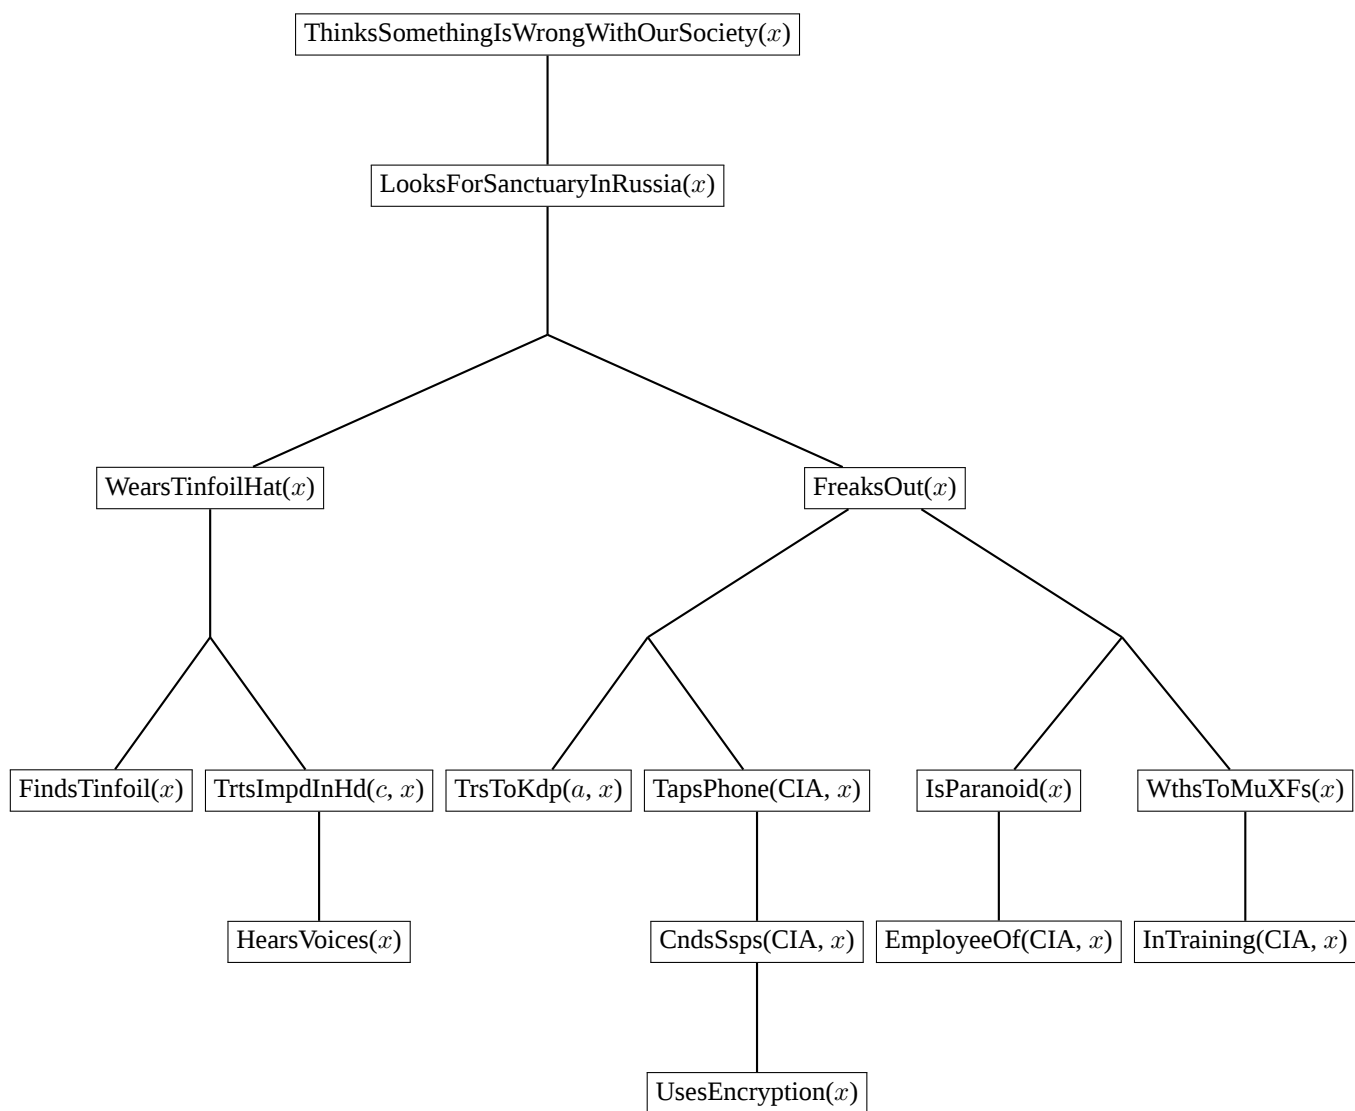 ThinksSomethingIsWrongWithOurSociety(x)
LooksForSanctuaryInRussia(x)
WearsTinfoilHat(x)
FreaksOut(x)
FindsTinfoil(x)
TrtsImpdInHd(c, x)
TrsToKdp(a, x)
TapsPhone(CIA, x)
IsParanoid(x)
WthsToMuXFs(x)
HearsVoices(x)
CndsSsps(CIA, x)
EmployeeOf(CIA, x)
InTraining(CIA, x)
UsesEncryption(x)